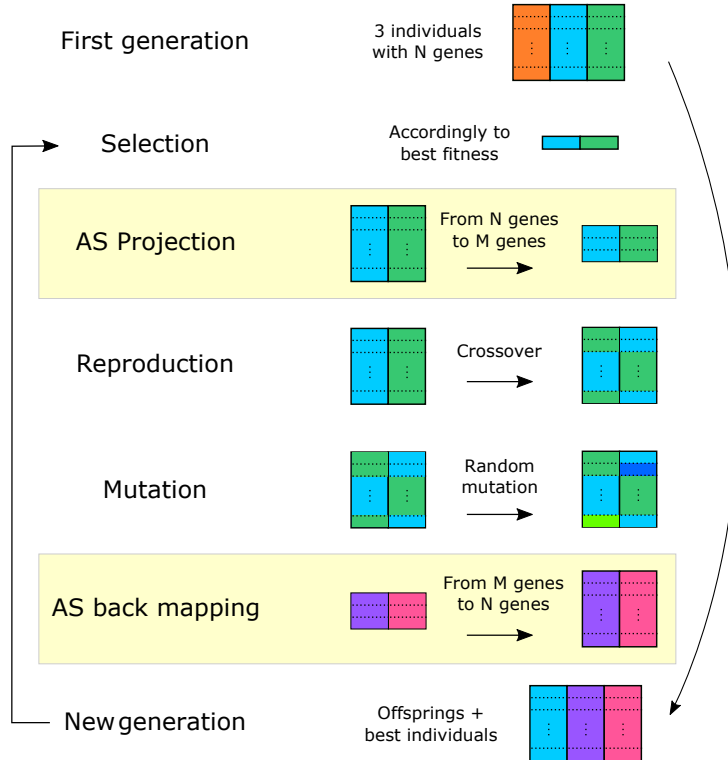 First generation
3 individuals
with N genes
Selection
Accordingly to
best fitness
AS Projection
From N genes
to M genes
Reproduction
Crossover
Mutation
Random
mutation
AS back mapping
From M genes
to N genes
New generation
Offsprings +
best individuals